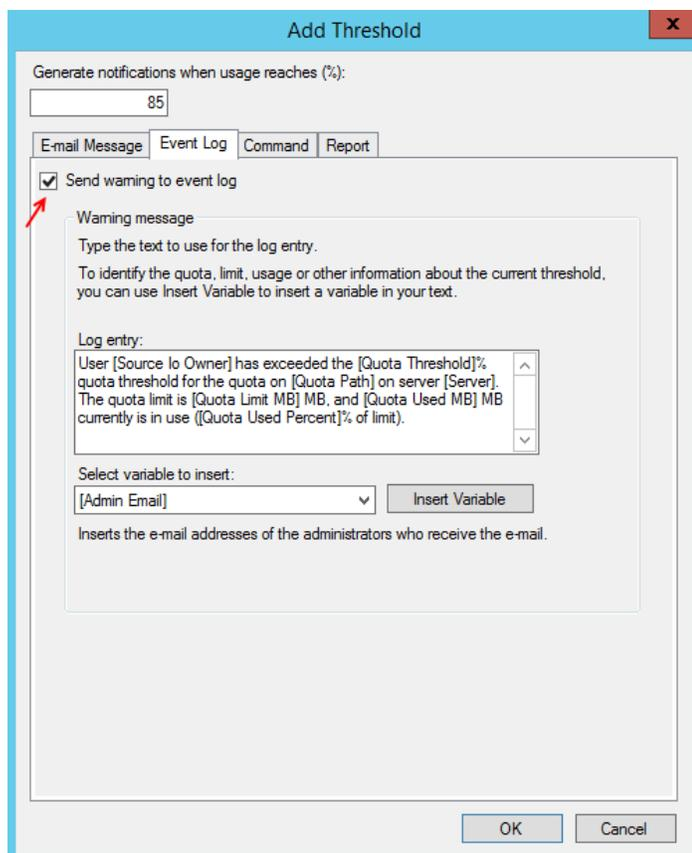 Add Threshold
x
Generate notifications when usage reaches (%):
85
E-mail Message Event Log Command Report
Send warning to event log
Warning message
Type the text to use for the log entry.
To identify the quota, limit, usage or other information about the current threshold,
you can use Insert Variable to insert a variable in your text.
Log entry:
User [Source Io Owner] has exceeded the [Quota Threshold]%
quota threshold for the quota on [Quota Path] on server [Server].
The quota limit is [Quota Limit MB] MB, and [Quota Used MB] MB
currently is in use ([Quota Used Percent]% of limit).
Select variable to insert:
[Admin Email] Insert Variable
Inserts the e-mail addresses of the administrators who receive the e-mail.
OK Cancel